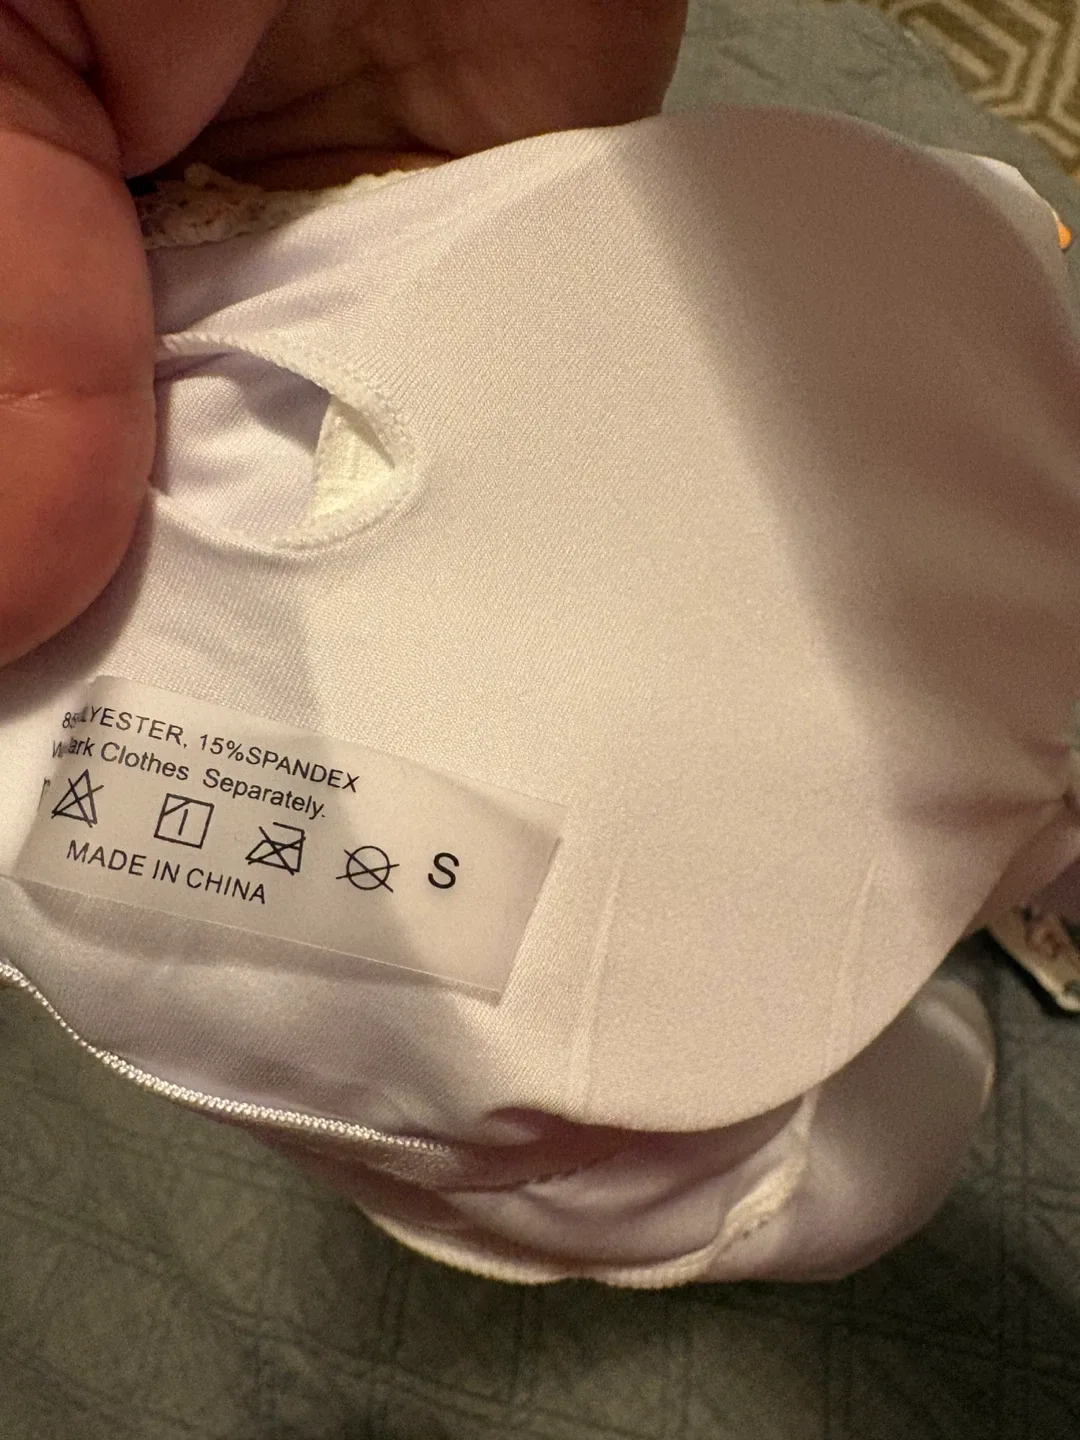 15%SPANDEX
Clothes Separately.
MADE IN CHINA
S